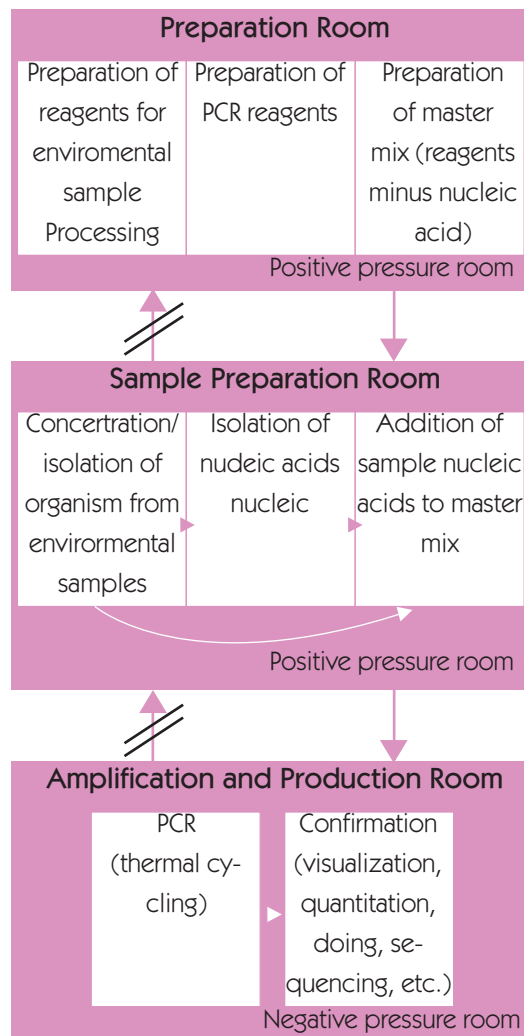 Preparation Room
Preparation of
reagents for
enviromental
sample
Processing
Preparation of
PCR reagents
Preparation
of master
mix (reagents
minus nucleic
acid)
Positive pressure room
Sample Preparation Room
Concertration/
isolation of
organism from
envirormental
samples
Isolation of
nudeic acids
nucleic
Addition of
sample nucleic
acids to master
mix
Positive pressure room
Amplification and Production Room
PCR
(thermal cy-
cling)
Confirmation
(visualization,
quantitation,
doing, se-
quencing, etc.)
Negative pressure room